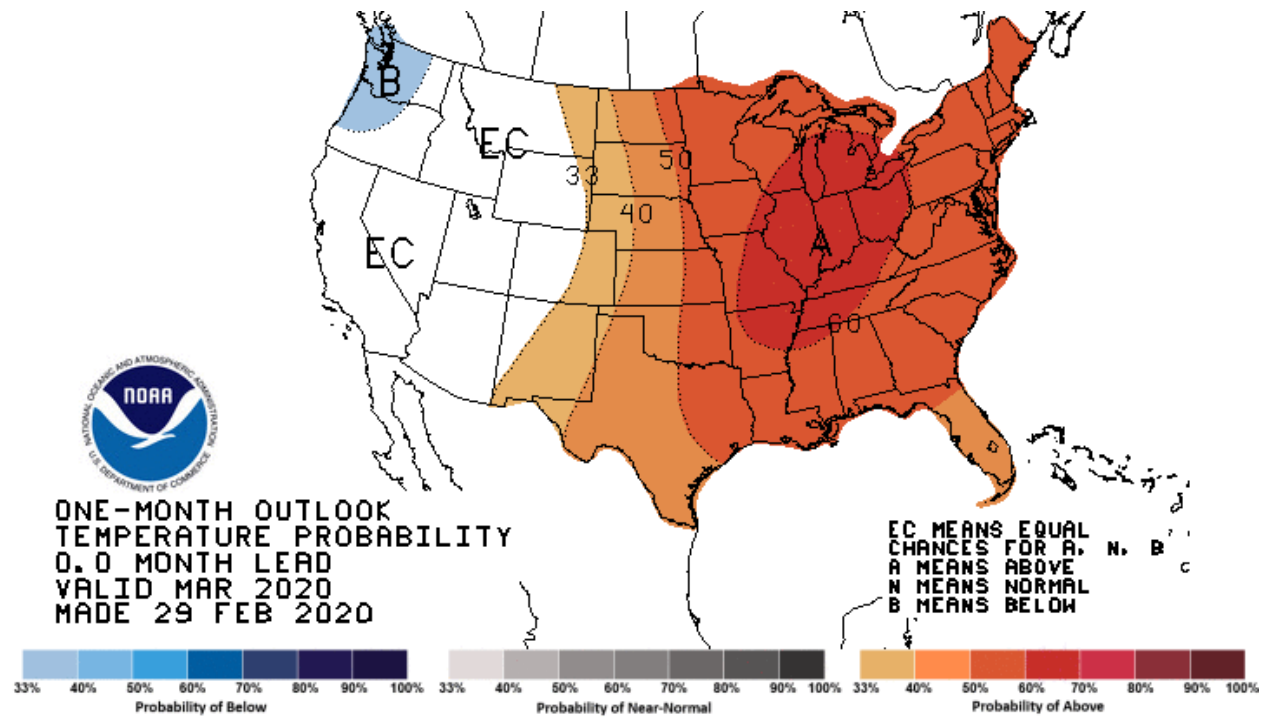 B
EC
33
50
40
EC
A
60
NATIONAL OCEANIC AND ATMOSPHERIC ADMINISTRATION
NOAA
U.S. DEPARTMENT OF COMMERCE
ONE-MONTH OUTLOOK
TEMPERATURE PROBABILITY
0.0 MONTH LEAD
VALID MAR 2020
MADE 29 FEB 2020
EC MEANS EQUAL
CHANCES FOR A, N, B
A MEANS ABOVE
N MEANS NORMAL
B MEANS BELOW
33% 40% 50% 60% 70% 80% 90% 100%
Probability of Below
33% 40% 50% 60% 70% 80% 90% 100%
Probability of Near-Normal
33% 40% 50% 60% 70% 80% 90% 100%
Probability of Above